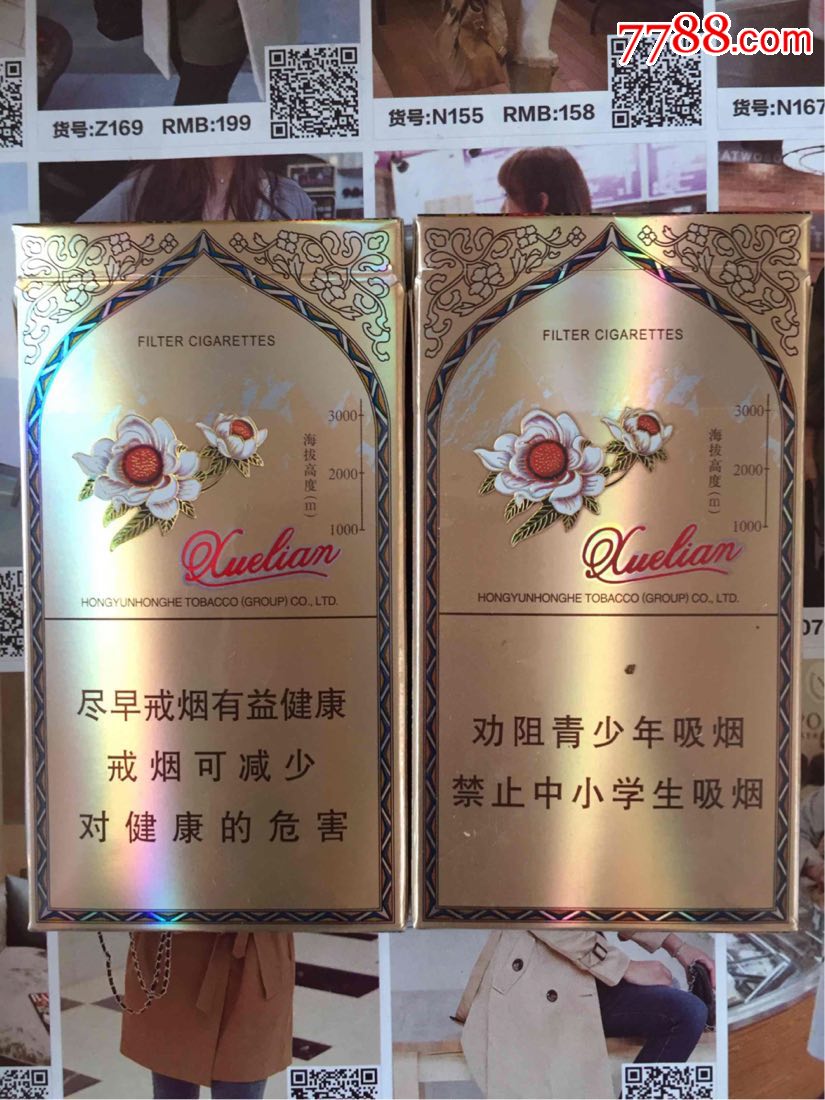 7788.com
货号:Z169 RMB:199
货号:N155 RMB:158
货号:N167
FILTER CIGARETTES
3000
海拔高度(m)
2000
1000
Xuelian
HONGYUNHONGHE TOBACCO (GROUP) CO., LTD.
尽早戒烟有益健康
戒烟可减少
对健康的危害
FILTER CIGARETTES
3000
海拔高度(m)
2000
1000
Xuelian
HONGYUNHONGHE TOBACCO (GROUP) CO., LTD.
劝阻青少年吸烟
禁止中小学生吸烟